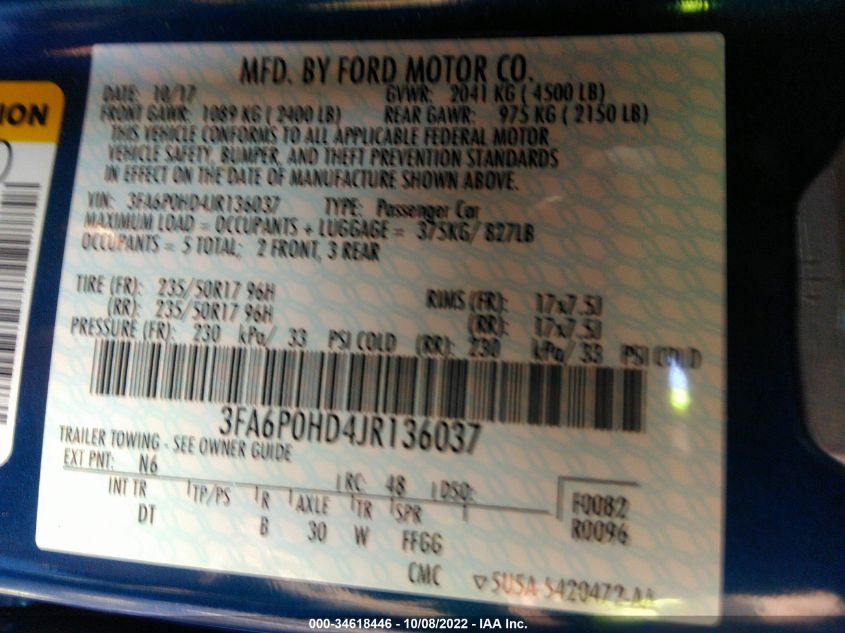 MFD. BY FORD MOTOR CO.
DATE: 10/17 GVWR: 2041 KG ( 4500 LB)
FRONT GAWR: 1089 KG ( 2400 LB) REAR GAWR: 975 KG ( 2150 LB)
THIS VEHICLE CONFORMS TO ALL APPLICABLE FEDERAL MOTOR
VEHICLE SAFETY, BUMPER, AND THEFT PREVENTION STANDARDS
IN EFFECT ON THE DATE OF MANUFACTURE SHOWN ABOVE.
VIN: 3FA6P0HD4JR136037 TYPE: Passenger Car
MAXIMUM LOAD = OCCUPANTS + LUGGAGE = 375KG/ 827LB
OCCUPANTS = 5 TOTAL; 2 FRONT, 3 REAR
TIRE (FR): 235/50R17 96H RIMS (FR): 17x7.5J
(RR): 235/50R17 96H (RR): 17x7.5J
PRESSURE (FR): 230 kPa/ 33 PSI COLD (RR): 230 kPa/33 PSI COLD
3FA6P0HD4JR136037
TRAILER TOWING - SEE OWNER GUIDE
EXT PNT: N6 RC: 48 DSO:
INT TR TP/PS R AXLE TR SPR F0082
DT B 30 W FFGG R0096
CMC ▽5U5A-5420472-AA
ION
000-34618446 - 10/08/2022 - IAA Inc.